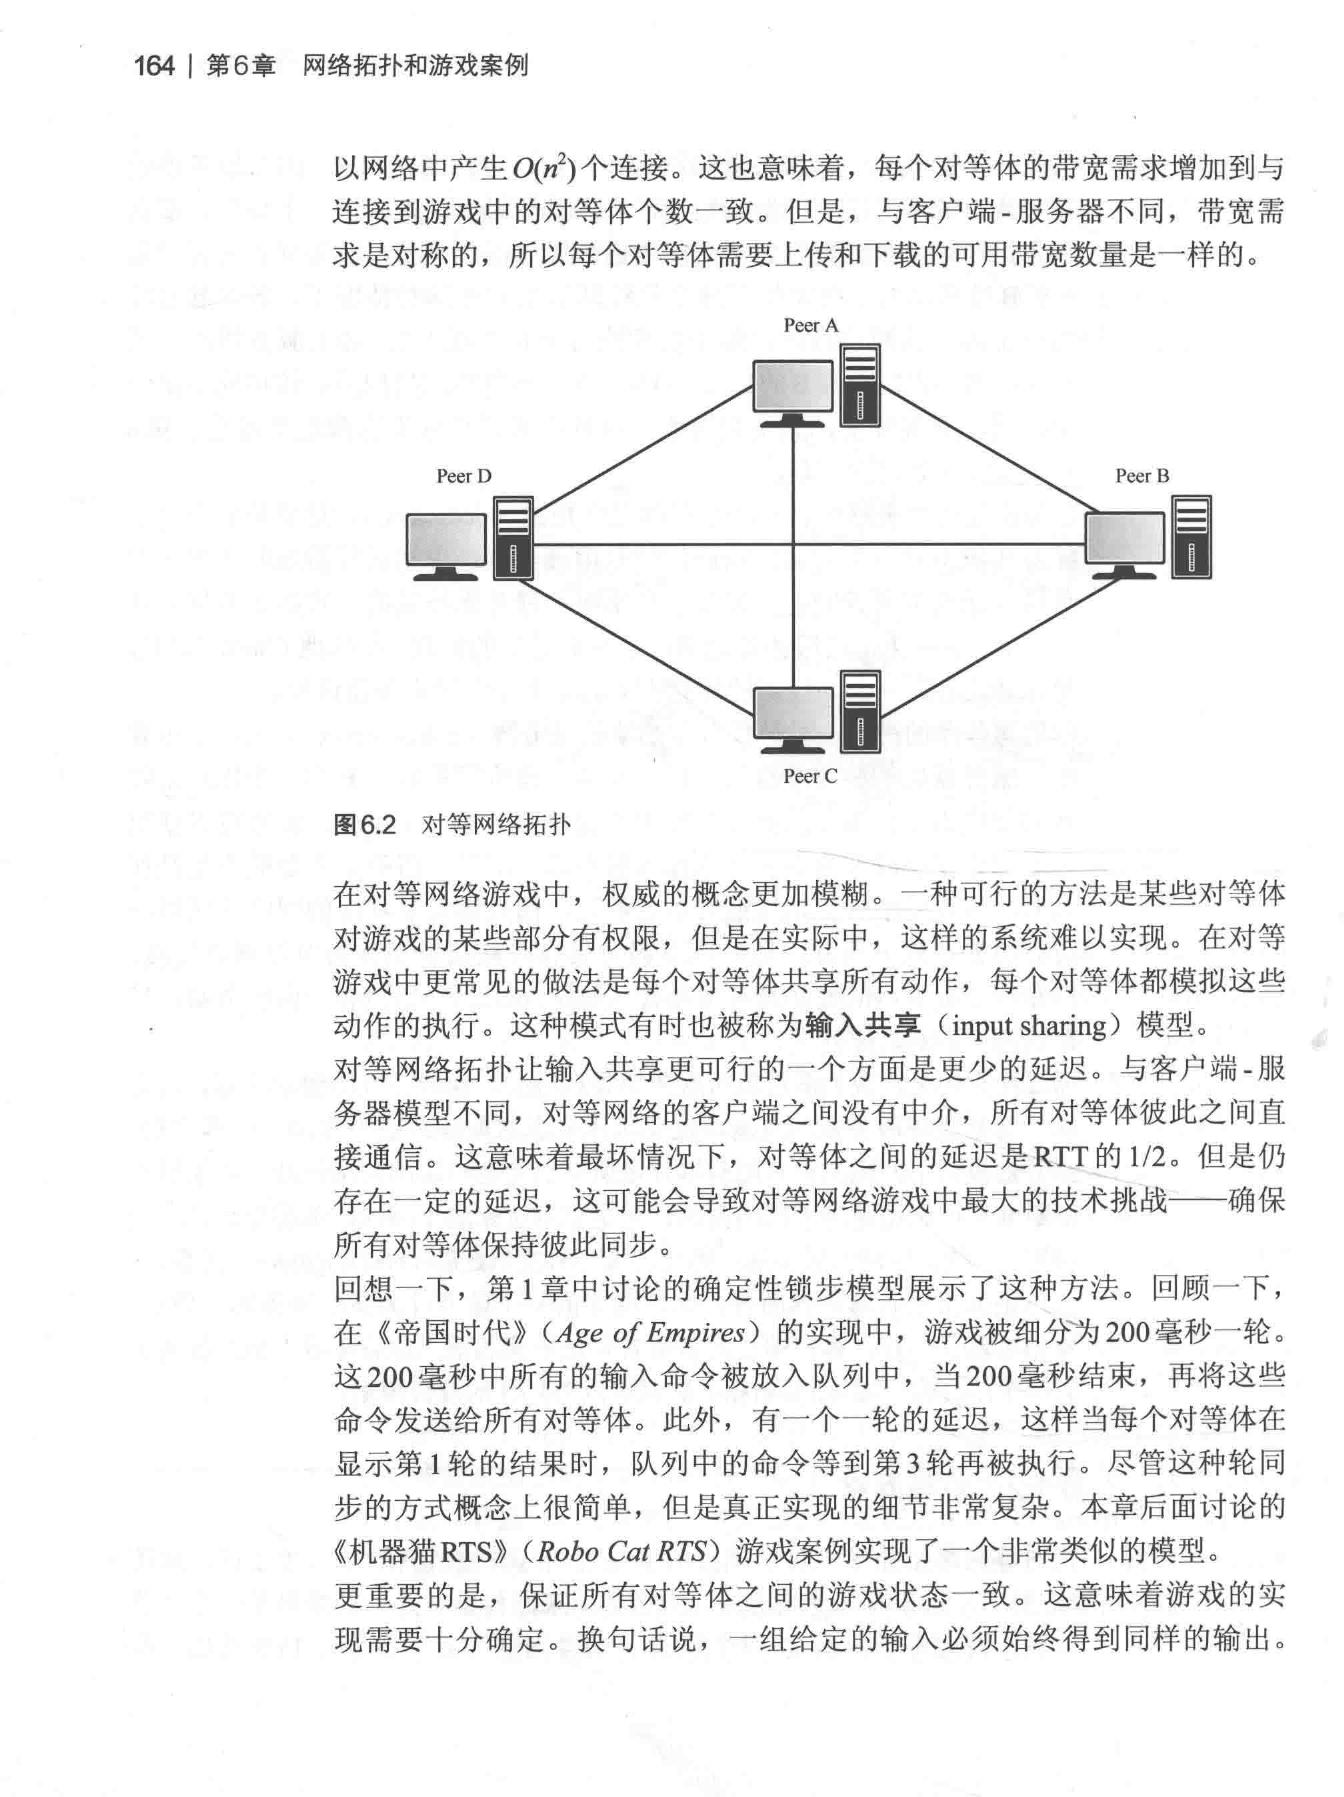 164 | 第6章 网络拓扑和游戏案例
以网络中产生O(n²)个连接。这也意味着，每个对等体的带宽需求增加到与
连接到游戏中的对等体个数一致。但是，与客户端-服务器不同，带宽需
求是对称的，所以每个对等体需要上传和下载的可用带宽数量是一样的。
Peer A
Peer D
Peer B
Peer C
图6.2 对等网络拓扑
在对等网络游戏中，权威的概念更加模糊。一种可行的方法是某些对等体
对游戏的某些部分有权限，但是在实际中，这样的系统难以实现。在对等
游戏中更常见的做法是每个对等体共享所有动作，每个对等体都模拟这些
动作的执行。这种模式有时也被称为输入共享（input sharing）模型。
对等网络拓扑让输入共享更可行的一个方面是更少的延迟。与客户端-服
务器模型不同，对等网络的客户端之间没有中介，所有对等体彼此之间直
接通信。这意味着最坏情况下，对等体之间的延迟是RTT的1/2。但是仍
存在一定的延迟，这可能会导致对等网络游戏中最大的技术挑战——确保
所有对等体保持彼此同步。
回想一下，第1章中讨论的确定性锁步模型展示了这种方法。回顾一下，
在《帝国时代》（Age of Empires）的实现中，游戏被细分为200毫秒一轮。
这200毫秒中所有的输入命令被放入队列中，当200毫秒结束，再将这些
命令发送给所有对等体。此外，有一个一轮的延迟，这样当每个对等体在
显示第1轮的结果时，队列中的命令等到第3轮再被执行。尽管这种轮同
步的方式概念上很简单，但是真正实现的细节非常复杂。本章后面讨论的
《机器猫RTS》（Robo Cat RTS）游戏案例实现了一个非常类似的模型。
更重要的是，保证所有对等体之间的游戏状态一致。这意味着游戏的实
现需要十分确定。换句话说，一组给定的输入必须始终得到同样的输出。